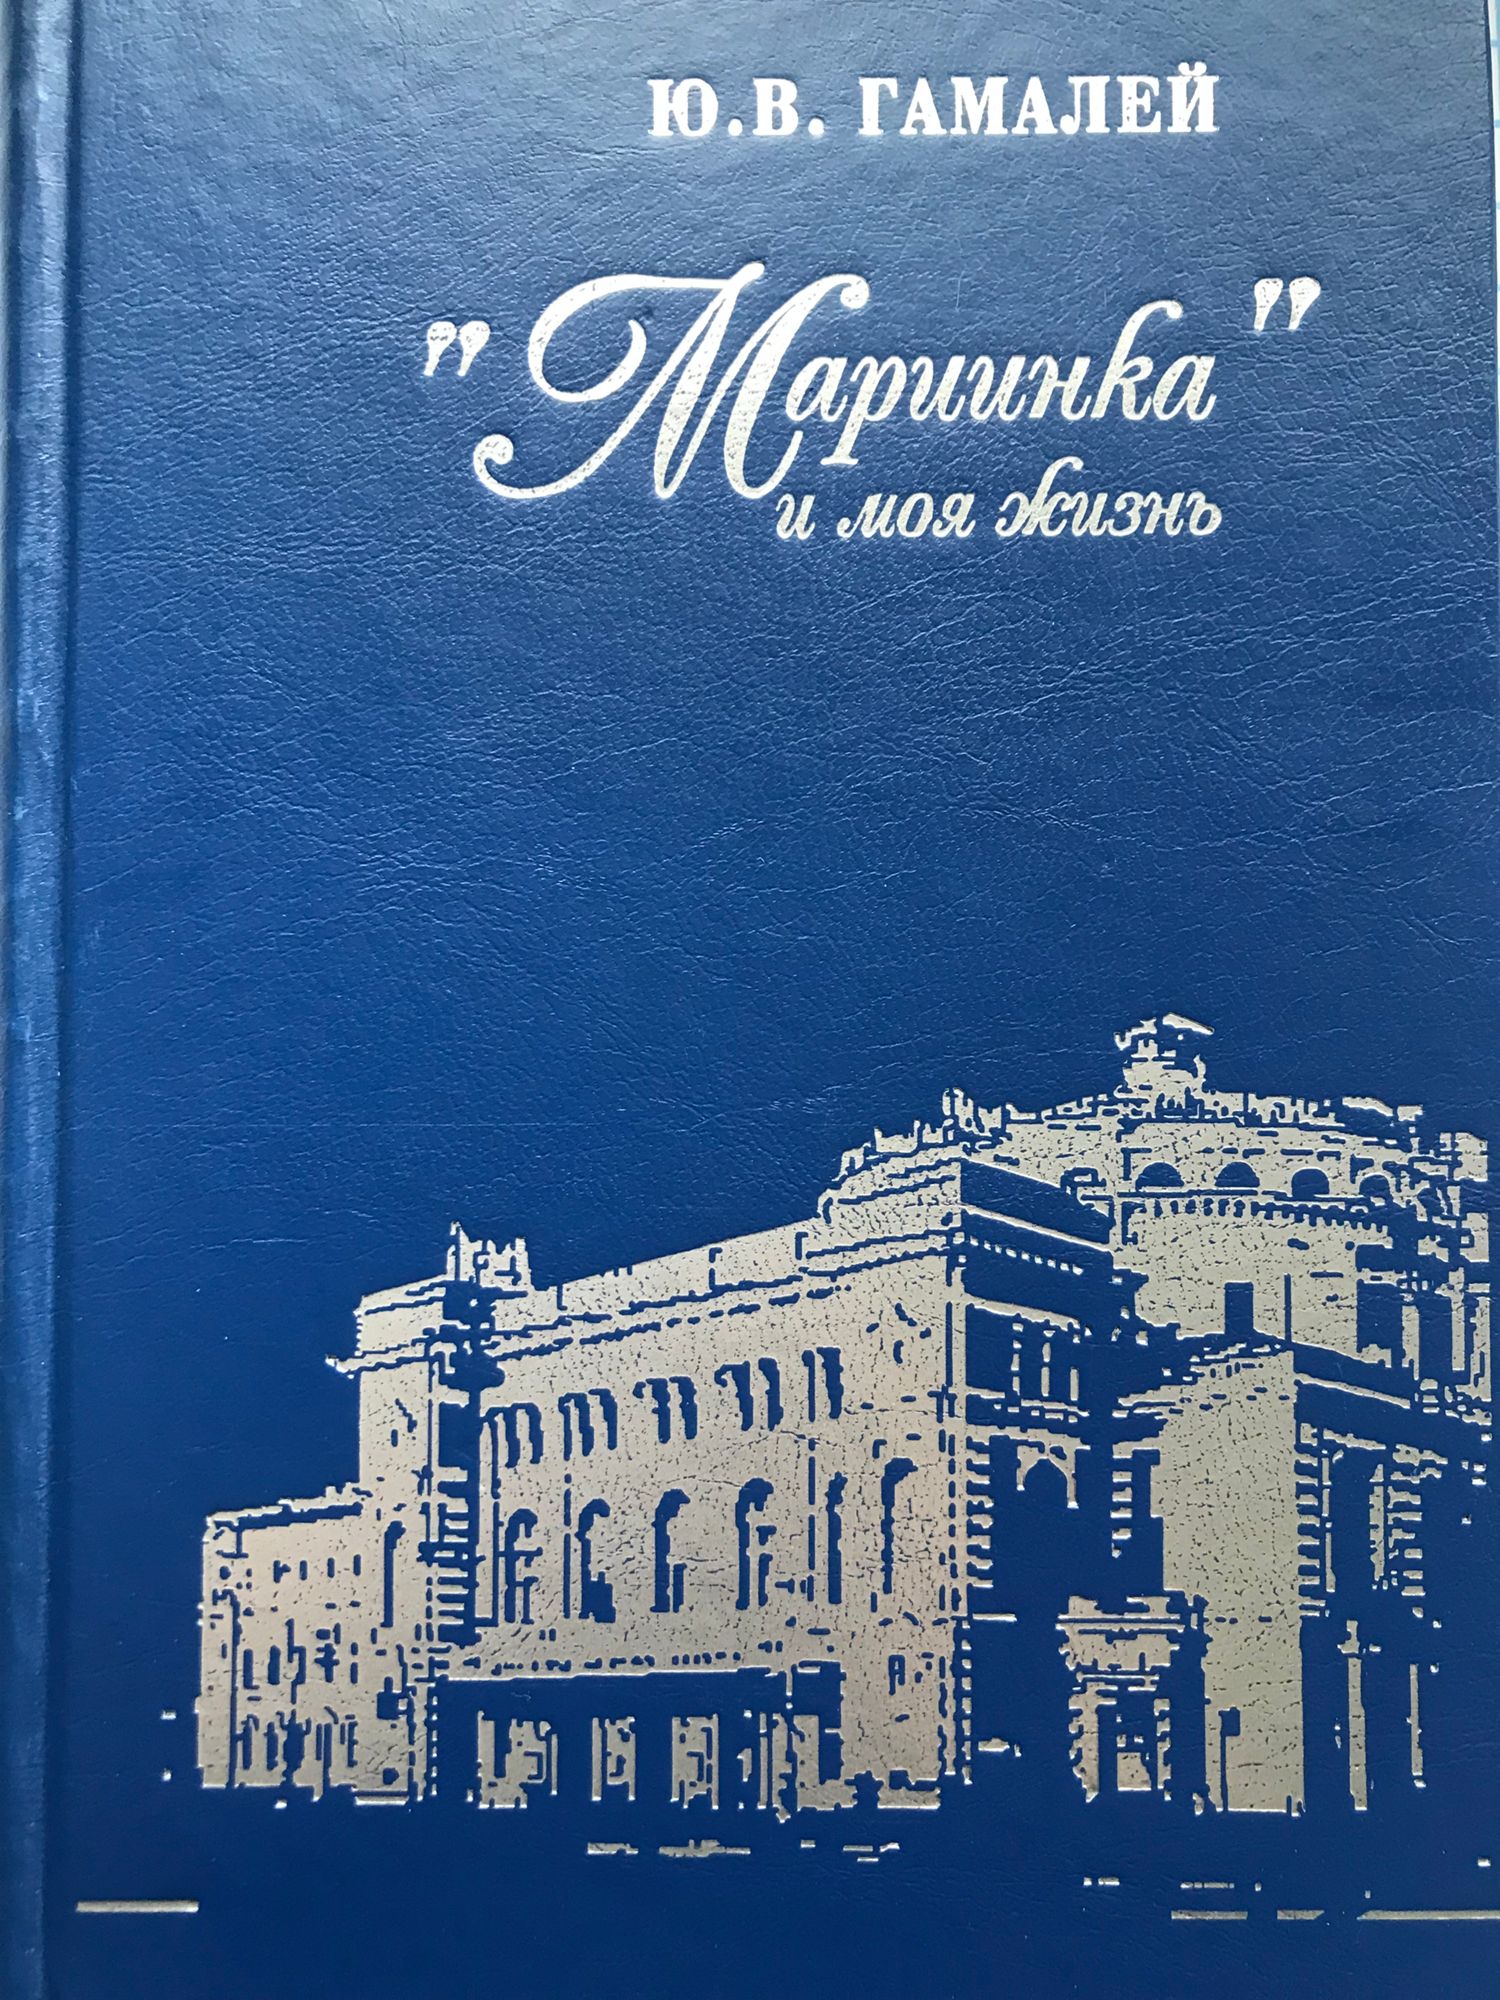 Ю.В. ГАМАЛЕЙ
"Мариинка"
и моя жизнь